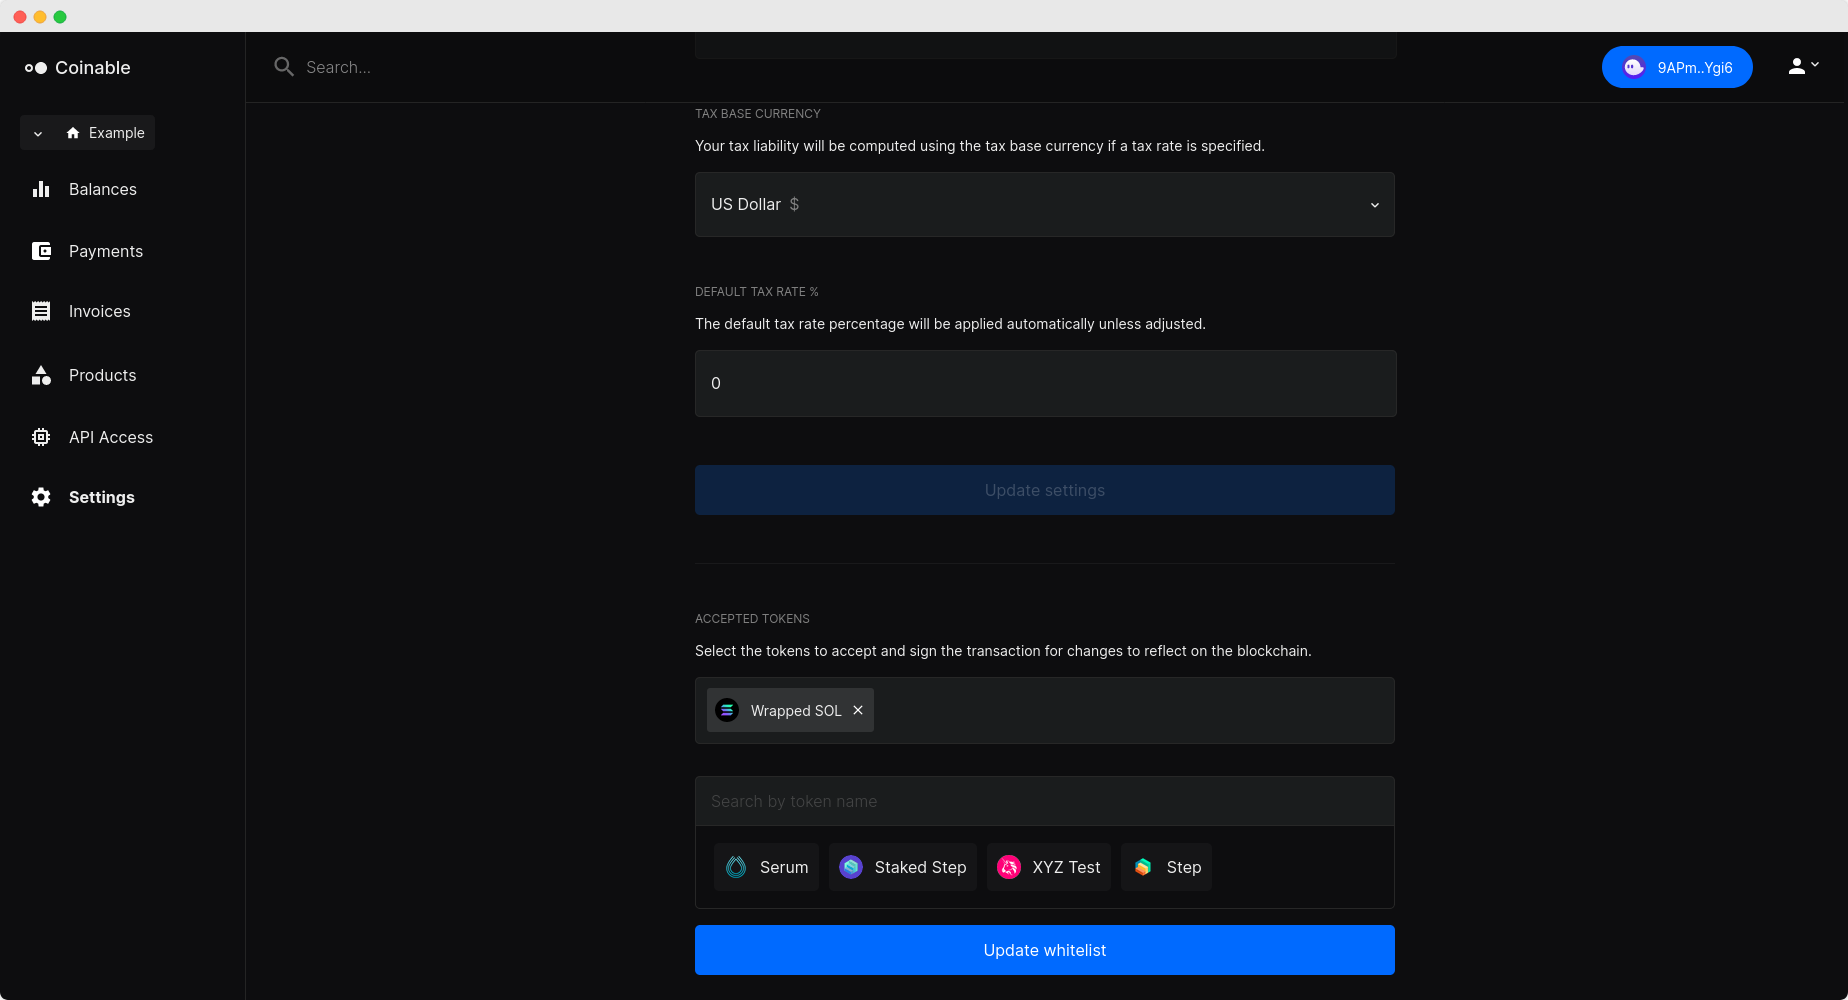 Coinable
Search...
9APm..Ygi6
Example
Balances
Payments
Invoices
Products
API Access
Settings
TAX BASE CURRENCY
Your tax liability will be computed using the tax base currency if a tax rate is specified.
US Dollar $
DEFAULT TAX RATE %
The default tax rate percentage will be applied automatically unless adjusted.
0
Update settings
ACCEPTED TOKENS
Select the tokens to accept and sign the transaction for changes to reflect on the blockchain.
Wrapped SOL
Search by token name
Serum
Staked Step
XYZ Test
Step
Update whitelist